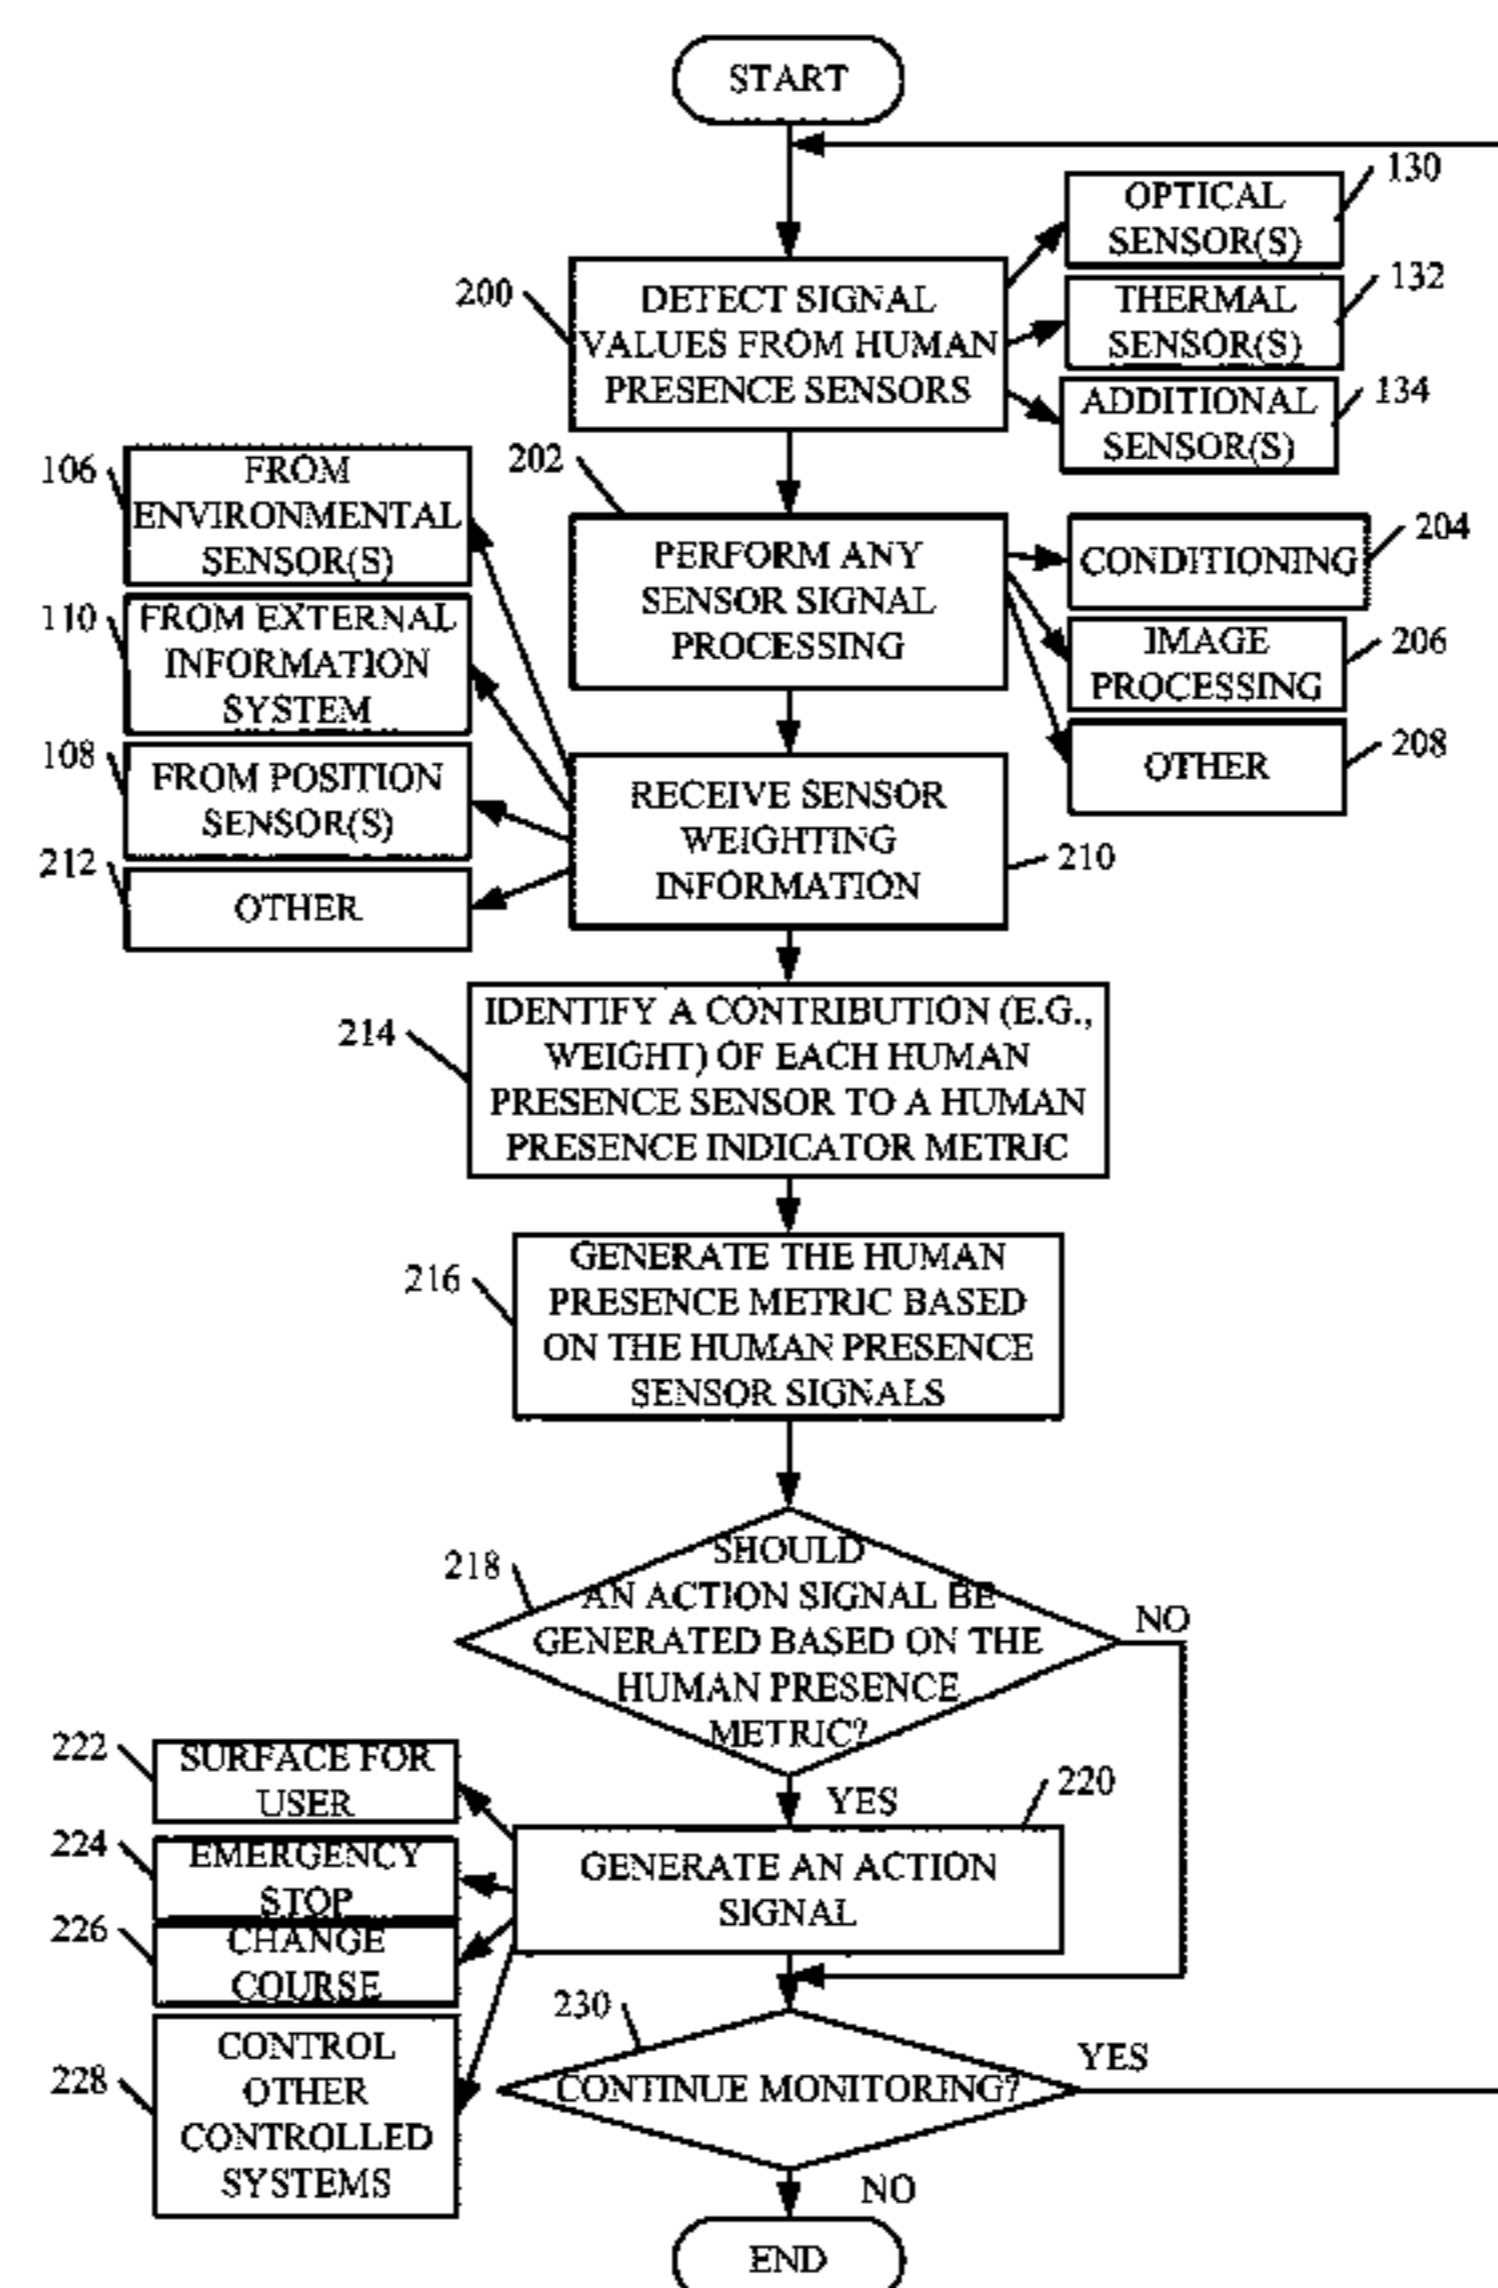 START
130
OPTICAL
SENSOR(S)
132
THERMAL
SENSOR(S)
134
ADDITIONAL
SENSOR(S)
200
DETECT SIGNAL
VALUES FROM HUMAN
PRESENCE SENSORS
202
PERFORM ANY
SENSOR SIGNAL
PROCESSING
204
CONDITIONING
206
IMAGE
PROCESSING
208
OTHER
106
FROM
ENVIRONMENTAL
SENSOR(S)
110
FROM EXTERNAL
INFORMATION
SYSTEM
108
FROM POSITION
SENSOR(S)
212
OTHER
RECEIVE SENSOR
WEIGHTING
INFORMATION
210
214
IDENTIFY A CONTRIBUTION (E.G.,
WEIGHT) OF EACH HUMAN
PRESENCE SENSOR TO A HUMAN
PRESENCE INDICATOR METRIC
216
GENERATE THE HUMAN
PRESENCE METRIC BASED
ON THE HUMAN PRESENCE
SENSOR SIGNALS
218
SHOULD
AN ACTION SIGNAL BE
GENERATED BASED ON THE
HUMAN PRESENCE
METRIC?
NO
YES
220
GENERATE AN ACTION
SIGNAL
222
SURFACE FOR
USER
224
EMERGENCY
STOP
226
CHANGE
COURSE
228
CONTROL
OTHER
CONTROLLED
SYSTEMS
230
CONTINUE MONITORING?
YES
NO
END